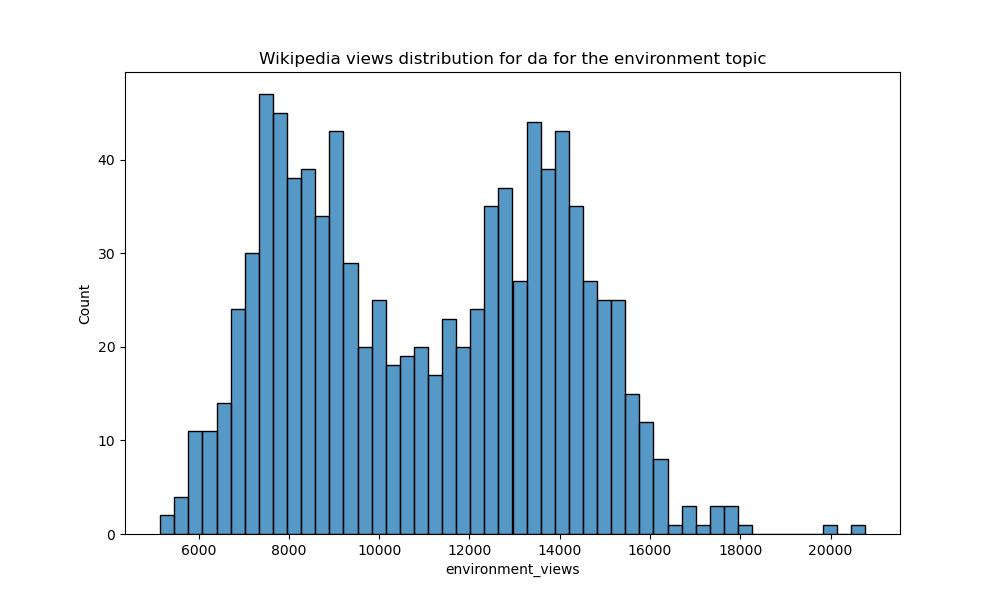 Wikipedia views distribution for da for the environment topic
Count
40
30
20
10
0
6000 8000 10000 12000 14000 16000 18000 20000
environment_views